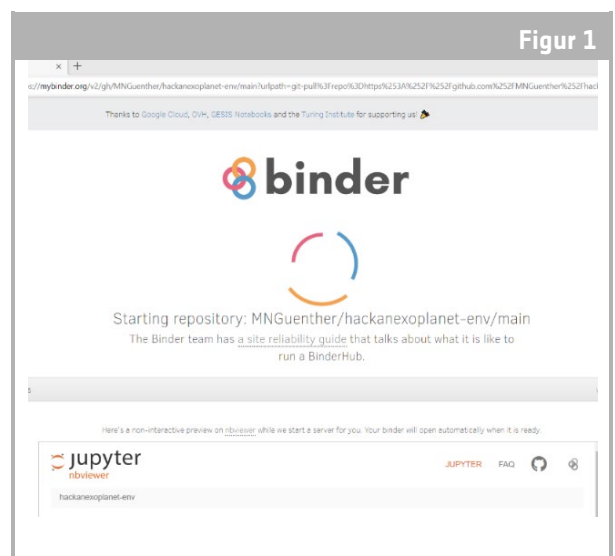 Figur 1
× +
s://mybinder.org/v2/gh/MNGuenther/hackanexoplanet-env/main?urlpath=git-pull%3Frepo%3Dhttps%253A%252F%252Fgithub.com%252FMNGuenther%252Fhack
Thanks to Google Cloud, OVH, GESIS Notebooks and the Turing Institute for supporting us!
binder
Starting repository: MNGuenther/hackanexoplanet-env/main
The Binder team has a site reliability guide that talks about what it is like to
run a BinderHub.
s
Here's a non-interactive preview on nbviewer while we start a server for you. Your binder will open automatically when it is ready.
jupyter
nbviewer
JUPYTER FAQ
hackanexoplanet-env